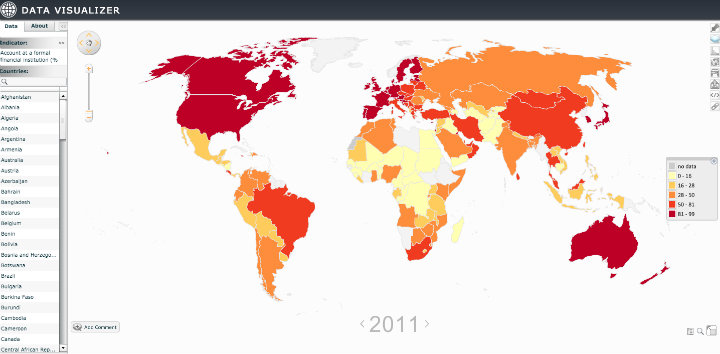 DATA VISUALIZER
Data
About
<<
Indicator:
>>
Account at a formal
financial institution (%
Countries:
Afghanistan
Albania
Algeria
Angola
Argentina
Armenia
Australia
Austria
Azerbaijan
Bahrain
Bangladesh
Belarus
Belgium
Benin
Bolivia
Bosnia and Herzego...
Botswana
Brazil
Bulgaria
Burkina Faso
Burundi
Cambodia
Cameroon
Canada
Central African Rep...
</>
no data
0 - 16
16 - 28
28 - 50
50 - 81
81 - 99
Add Comment
< 2011 >